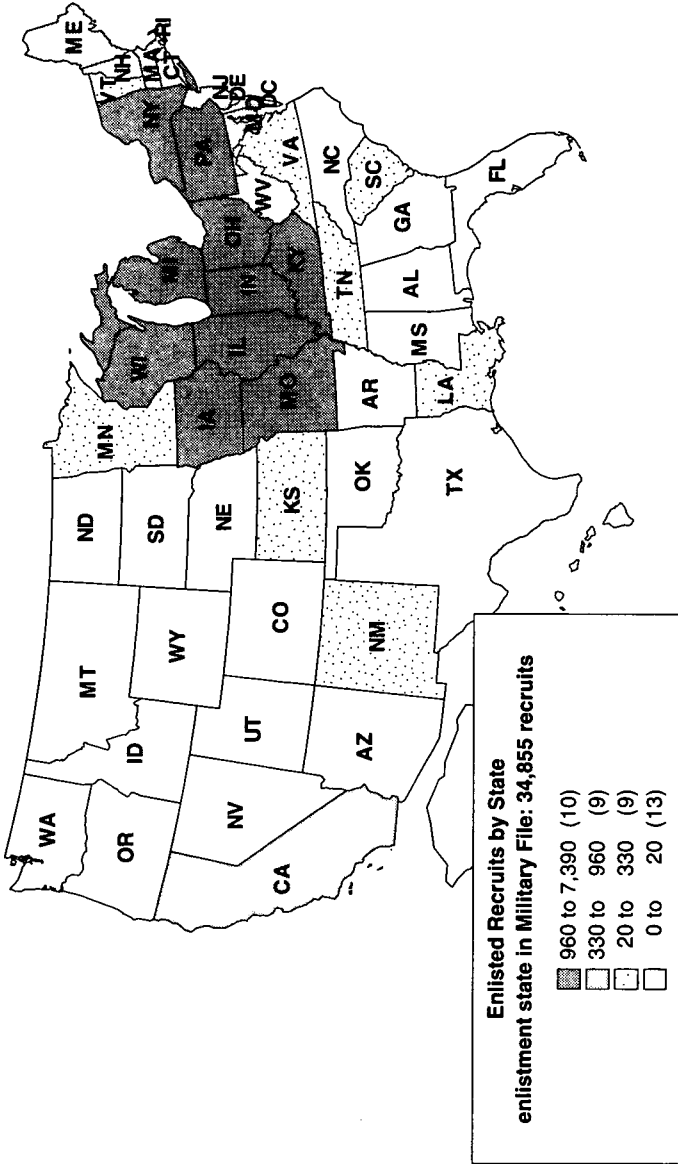 WA
OR
CA
NV
ID
MT
WY
UT
AZ
CO
NM
ND
SD
NE
KS
OK
TX
MN
IA
MO
AR
LA
WI
IL
MI
IN
OH
KY
TN
MS
AL
GA
FL
SC
NC
VA
WV
PA
NY
VT
NH
ME
MA
RI
CT
NJ
DE
MD
DC
Enlisted Recruits by State
enlistment state in Military File: 34,855 recruits
960 to 7,390 (10)
330 to 960 (9)
20 to 330 (9)
0 to 20 (13)